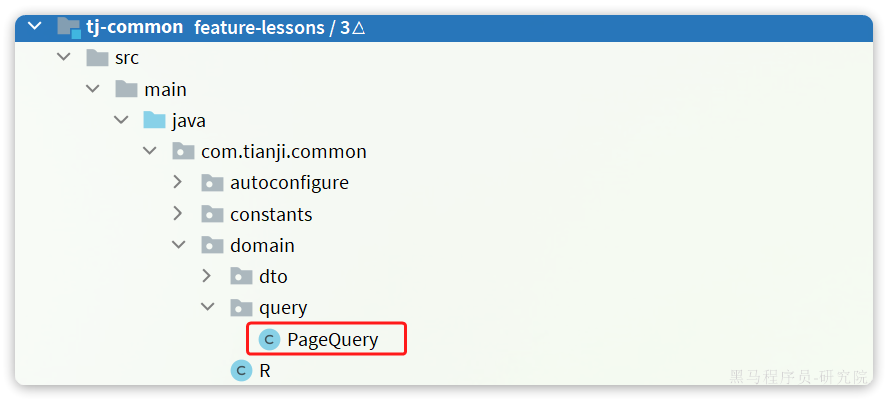 tj-common feature-lessons / 3△
src
main
java
com.tianji.common
autoconfigure
constants
domain
dto
query
C PageQuery
C R
黑马程序员-研究院